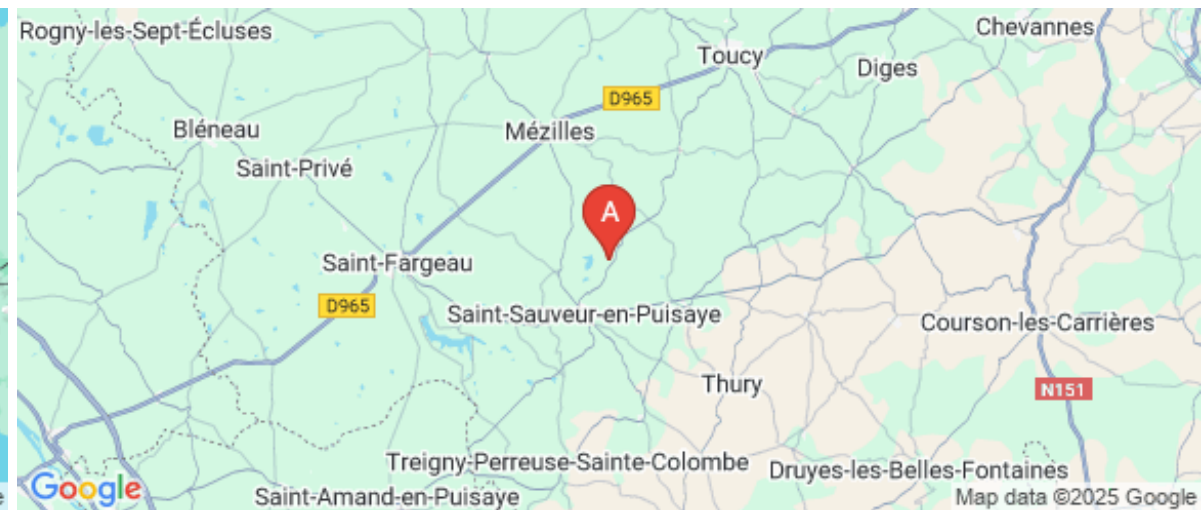 Rogny-les-Sept-Écluses
Chevannes
Toucy
Diges
D965
Bléneau
Mézilles
Saint-Privé
A
Saint-Fargeau
D965
Saint-Sauveur-en-Puisaye
Courson-les-Carrières
Thury
N151
Treigny-Perreuse-Sainte-Colombe
Druyes-les-Belles-Fontaines
Google
Saint-Amand-en-Puisaye
Map data ©2025 Google